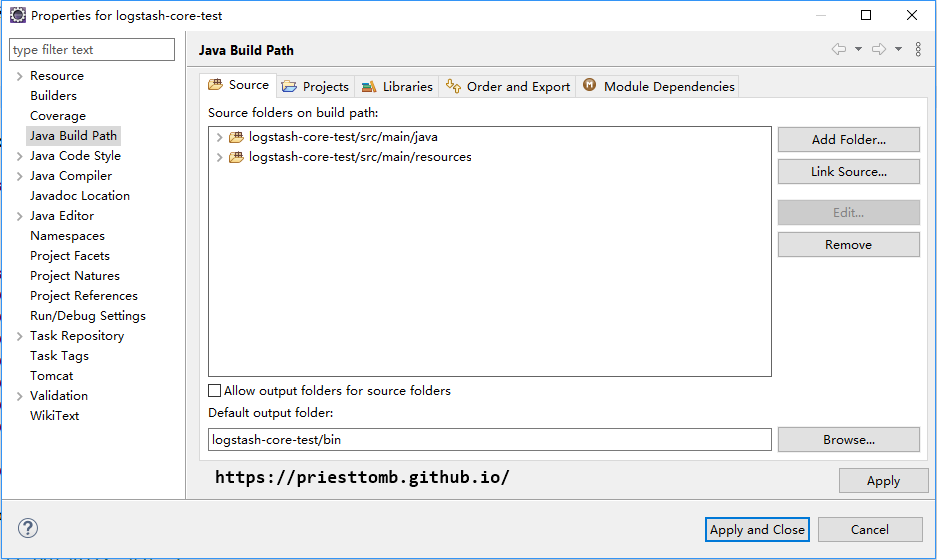 Properties for logstash-core-test
type filter text
Resource
Builders
Coverage
Java Build Path
Java Code Style
Java Compiler
Javadoc Location
Java Editor
Namespaces
Project Facets
Project Natures
Project References
Run/Debug Settings
Task Repository
Task Tags
Tomcat
Validation
WikiText
Java Build Path
Source Projects Libraries Order and Export Module Dependencies
Source folders on build path:
logstash-core-test/src/main/java
logstash-core-test/src/main/resources
Add Folder...
Link Source...
Edit...
Remove
Allow output folders for source folders
Default output folder:
logstash-core-test/bin
Browse...
https://priesttomb.github.io/
Apply
?
Apply and Close Cancel